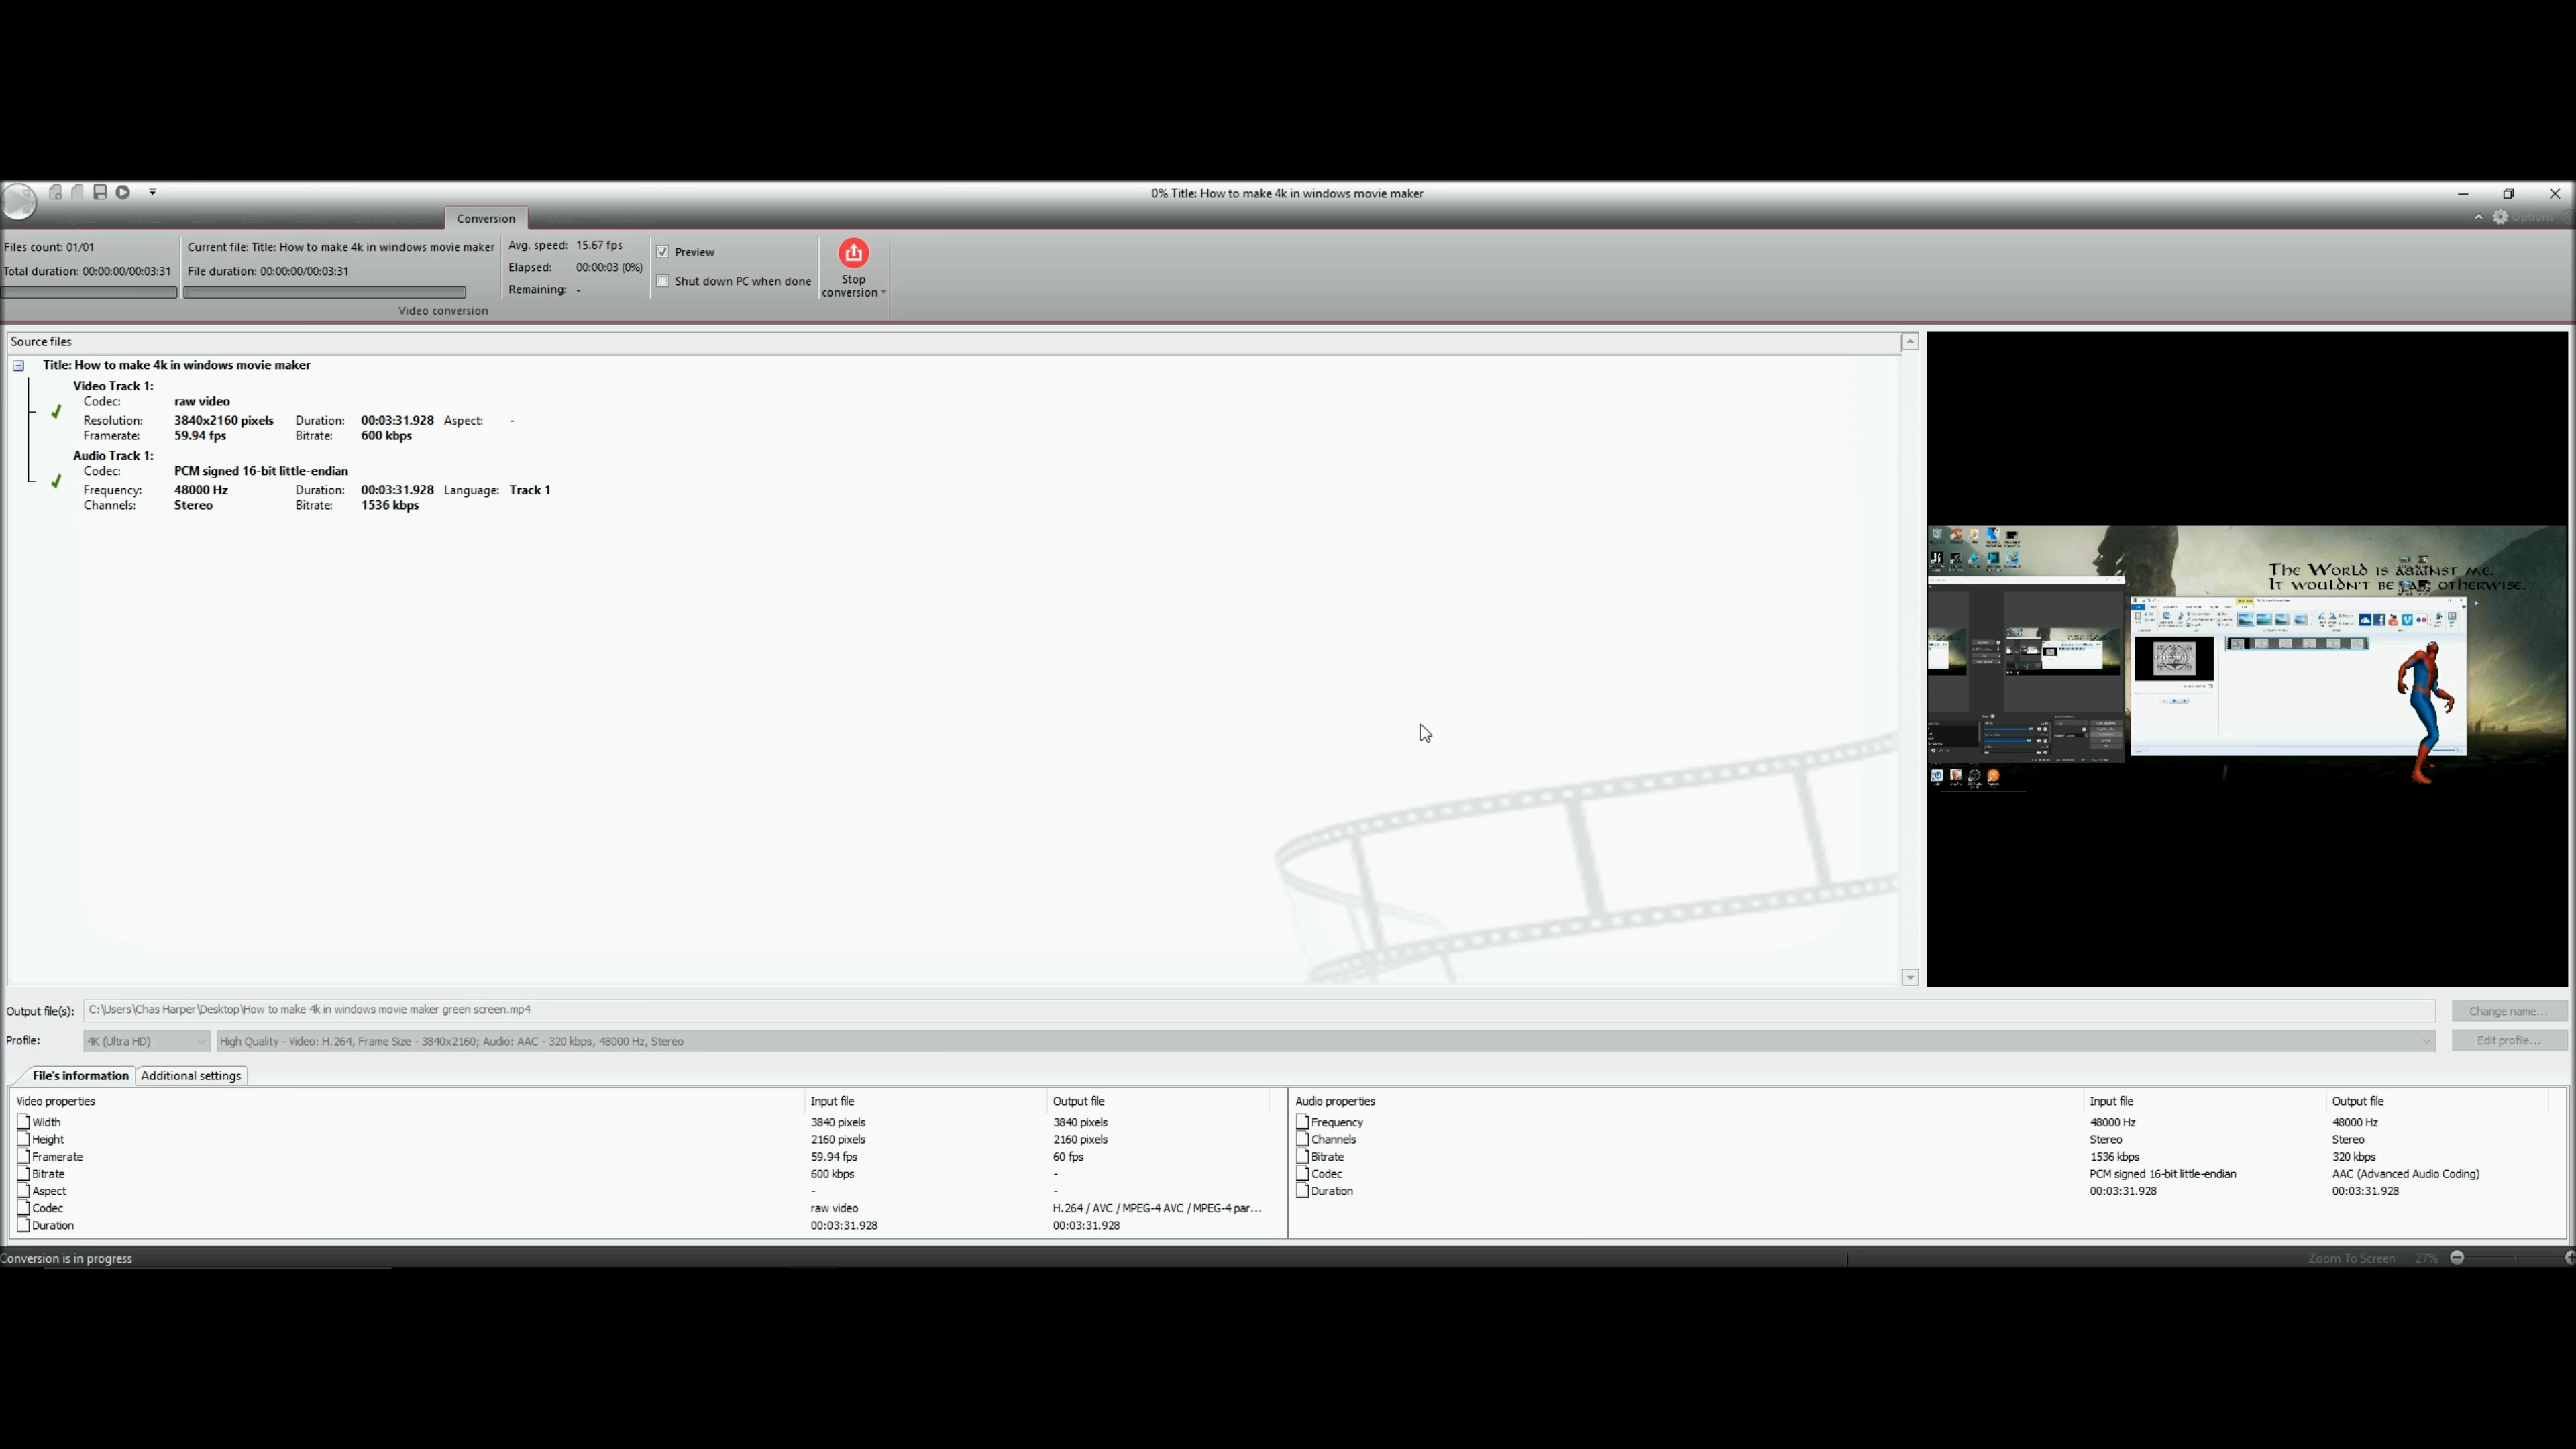 0% Title: How to make 4k in windows movie maker
Conversion
Options
Files count: 01/01
Total duration: 00:00:00/00:03:31
Current file: Title: How to make 4k in windows movie maker
File duration: 00:00:00/00:03:31
Avg. speed: 15.67 fps
Elapsed: 00:00:03 (0%)
Remaining: -
Preview
Shut down PC when done
Stop
conversion
Video conversion
Source files
Title: How to make 4k in windows movie maker
Video Track 1:
Codec: raw video
Resolution: 3840x2160 pixels Duration: 00:03:31.928 Aspect: -
Framerate: 59.94 fps Bitrate: 600 kbps
Audio Track 1:
Codec: PCM signed 16-bit little-endian
Frequency: 48000 Hz Duration: 00:03:31.928 Language: Track 1
Channels: Stereo Bitrate: 1536 kbps
The World is against me.
It wouldn't be otherwise.
Output file(s): C:\Users\Chas Harper\Desktop\How to make 4k in windows movie maker green screen.mp4
Change name...
Profile: 4K (Ultra HD) High Quality - Video: H.264, Frame Size - 3840x2160; Audio: AAC - 320 kbps, 48000 Hz, Stereo
Edit profile...
File's information Additional settings
Video properties Input file Output file
Width 3840 pixels 3840 pixels
Height 2160 pixels 2160 pixels
Framerate 59.94 fps 60 fps
Bitrate 600 kbps -
Aspect - -
Codec raw video H.264 / AVC / MPEG-4 AVC / MPEG-4 par...
Duration 00:03:31.928 00:03:31.928
Audio properties Input file Output file
Frequency 48000 Hz 48000 Hz
Channels Stereo Stereo
Bitrate 1536 kbps 320 kbps
Codec PCM signed 16-bit little-endian AAC (Advanced Audio Coding)
Duration 00:03:31.928 00:03:31.928
Conversion is in progress
Zoom To Screen 27%